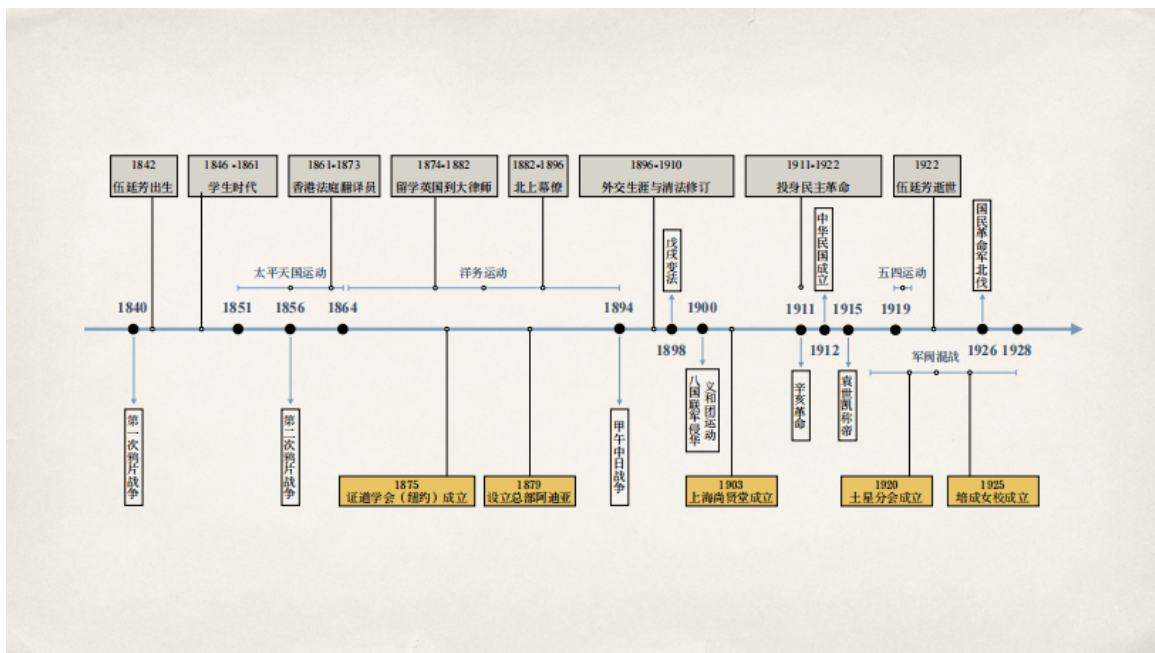 1842
伍廷芳出生
1846-1861
学生时代
1861-1873
香港法庭翻译员
1874-1882
留学英国到大律师
1882-1896
北上幕僚
1896-1910
外交生涯与清法修订
1911-1922
投身民主革命
1922
伍廷芳逝世
中华民国成立
国民革命军北伐
戊戌变法
太平天国运动
洋务运动
五四运动
1840
1851
1856
1864
1894
1898
1900
1911
1912
1915
1919
1926
1928
军阀混战
第一次鸦片战争
第二次鸦片战争
甲午中日战争
义和团运动
八国联军侵华
辛亥革命
袁世凯称帝
1875
证道学会（纽约）成立
1879
设立总部阿迪亚
1903
上海尚贤堂成立
1920
土星分会成立
1925
培成女校成立